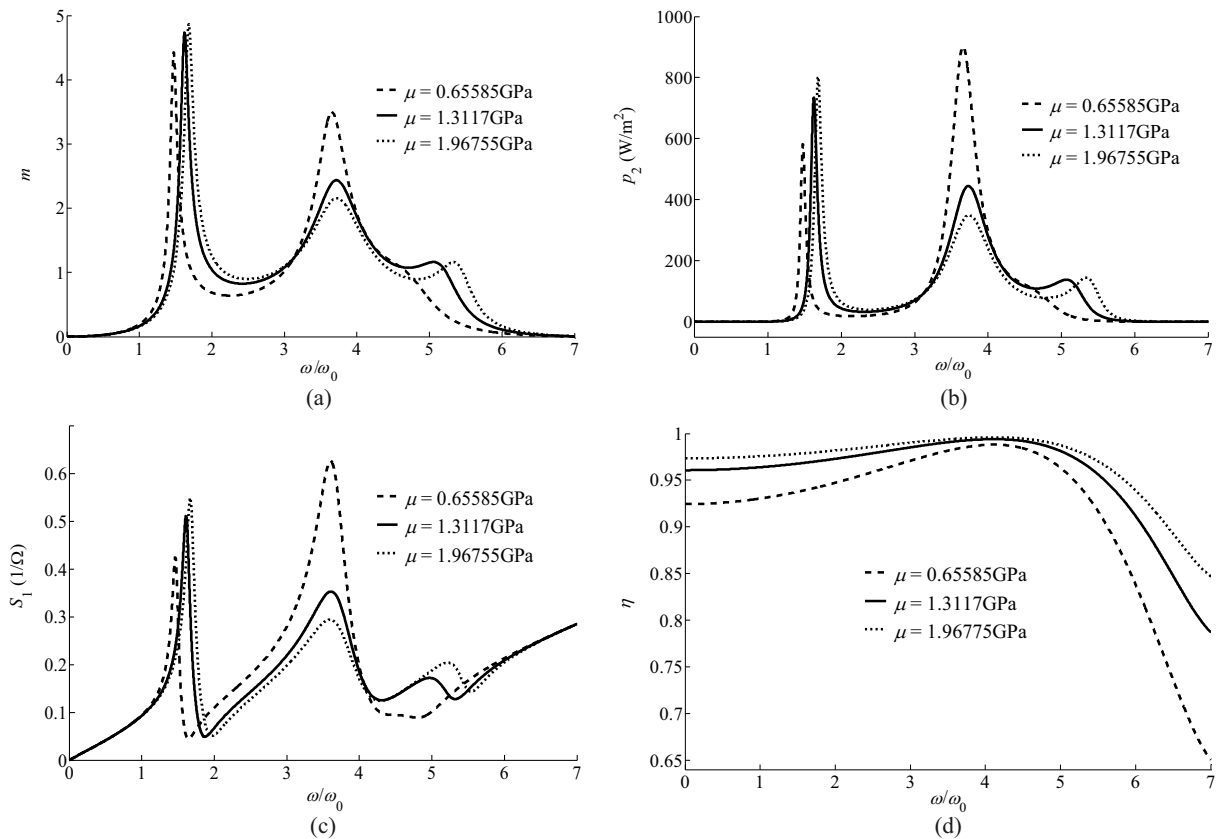 5
4
3
2
1
0
m
0 1 2 3 4 5 6 7
ω/ω0
μ = 0.65585GPa
μ = 1.3117GPa
μ = 1.96755GPa
(a)
1000
800
600
400
200
0
p2 (W/m2)
0 1 2 3 4 5 6 7
ω/ω0
μ = 0.65585GPa
μ = 1.3117GPa
μ = 1.96755GPa
(b)
0.6
0.5
0.4
0.3
0.2
0.1
0
S1 (1/Ω)
0 1 2 3 4 5 6 7
ω/ω0
μ = 0.65585GPa
μ = 1.3117GPa
μ = 1.96755GPa
(c)
1
0.95
0.9
0.85
0.8
0.75
0.7
0.65
η
0 1 2 3 4 5 6 7
ω/ω0
μ = 0.65585GPa
μ = 1.3117GPa
μ = 1.96775GPa
(d)